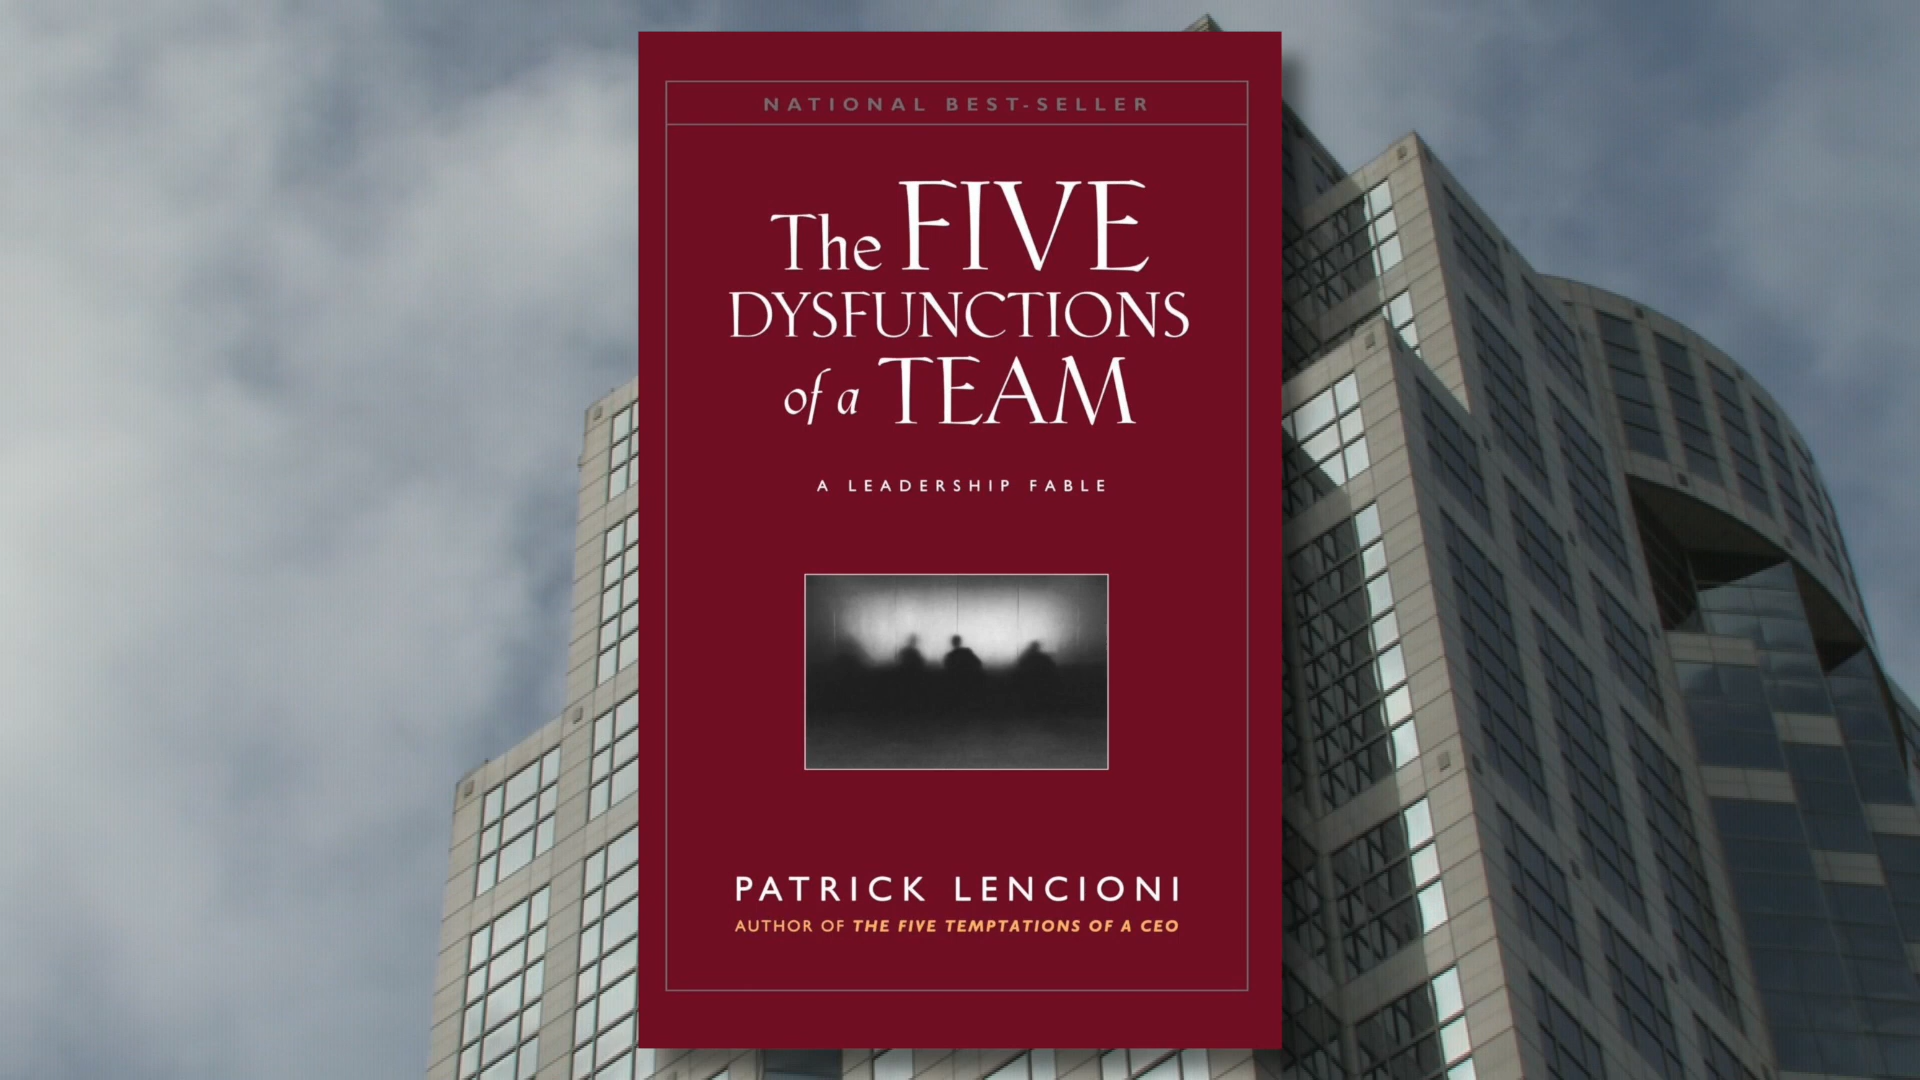 NATIONAL BEST-SELLER
The FIVE
DYSFUNCTIONS
of a TEAM
A LEADERSHIP FABLE
PATRICK LENCIONI
AUTHOR OF THE FIVE TEMPTATIONS OF A CEO